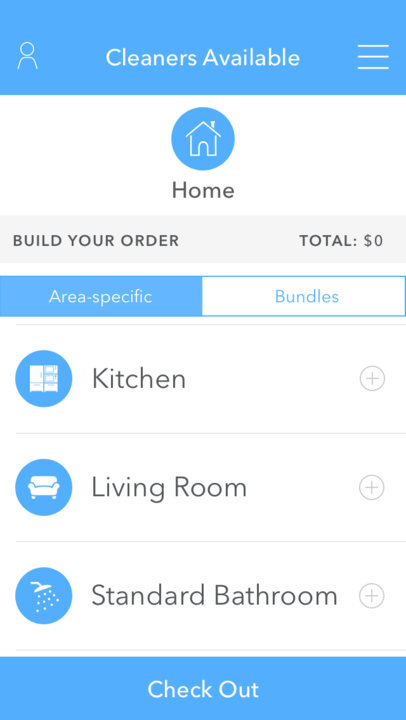 Cleaners Available
Home
BUILD YOUR ORDER TOTAL: $0
Area-specific Bundles
Kitchen
Living Room
Standard Bathroom
Check Out